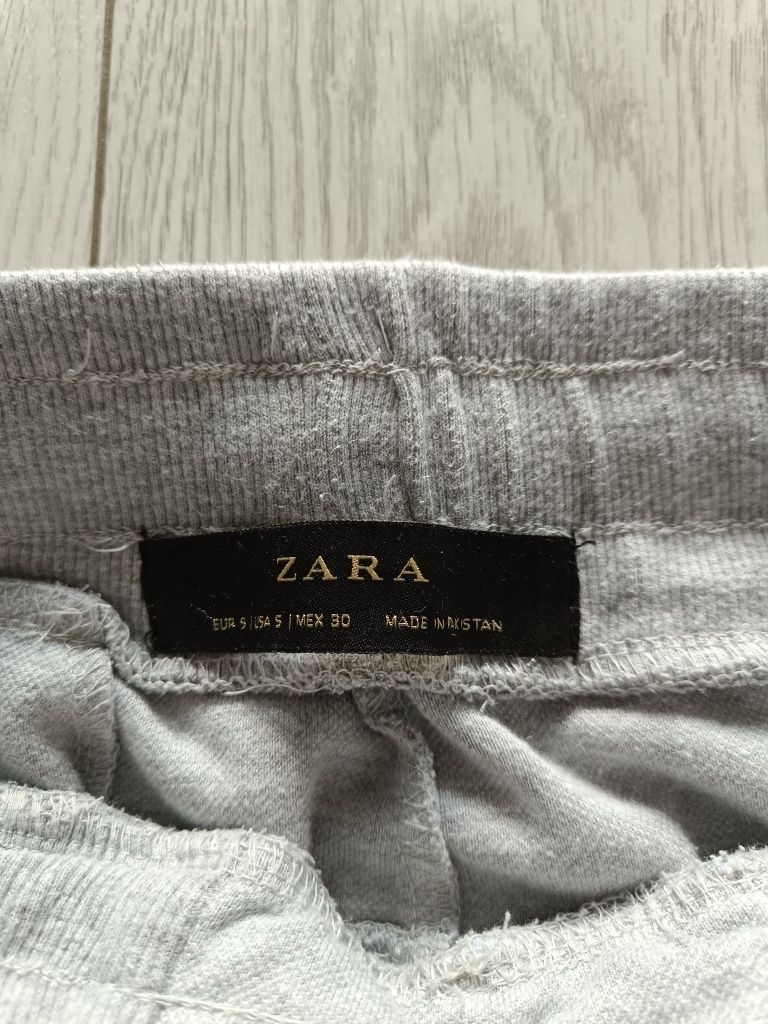 ZARA
EUR S | USA S | MEX 30 MADE IN PAKISTAN